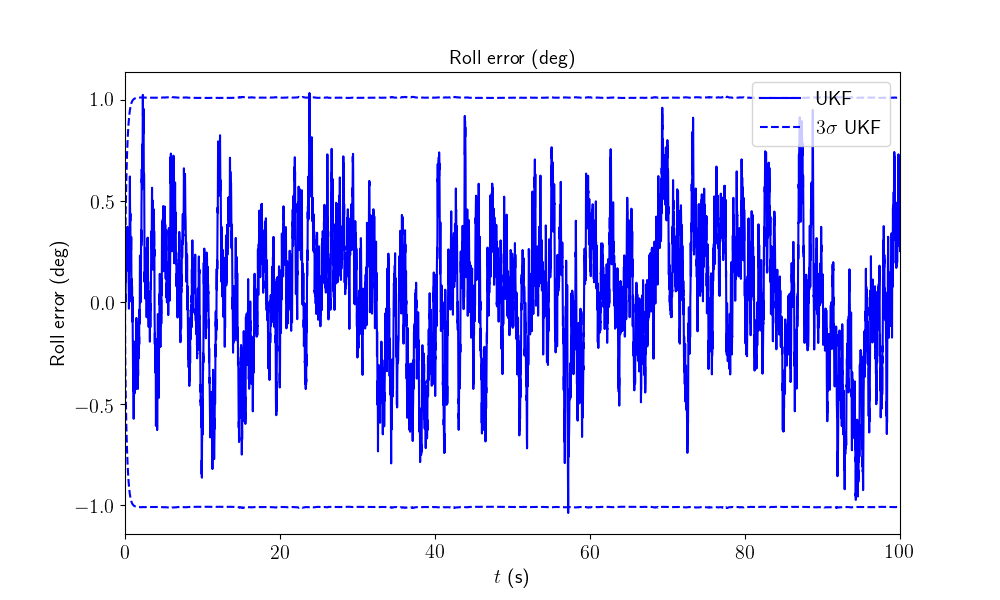 Roll error (deg)
UKF
3σ UKF
Roll error (deg)
1.0
0.5
0.0
−0.5
−1.0
0 20 40 60 80 100
t (s)